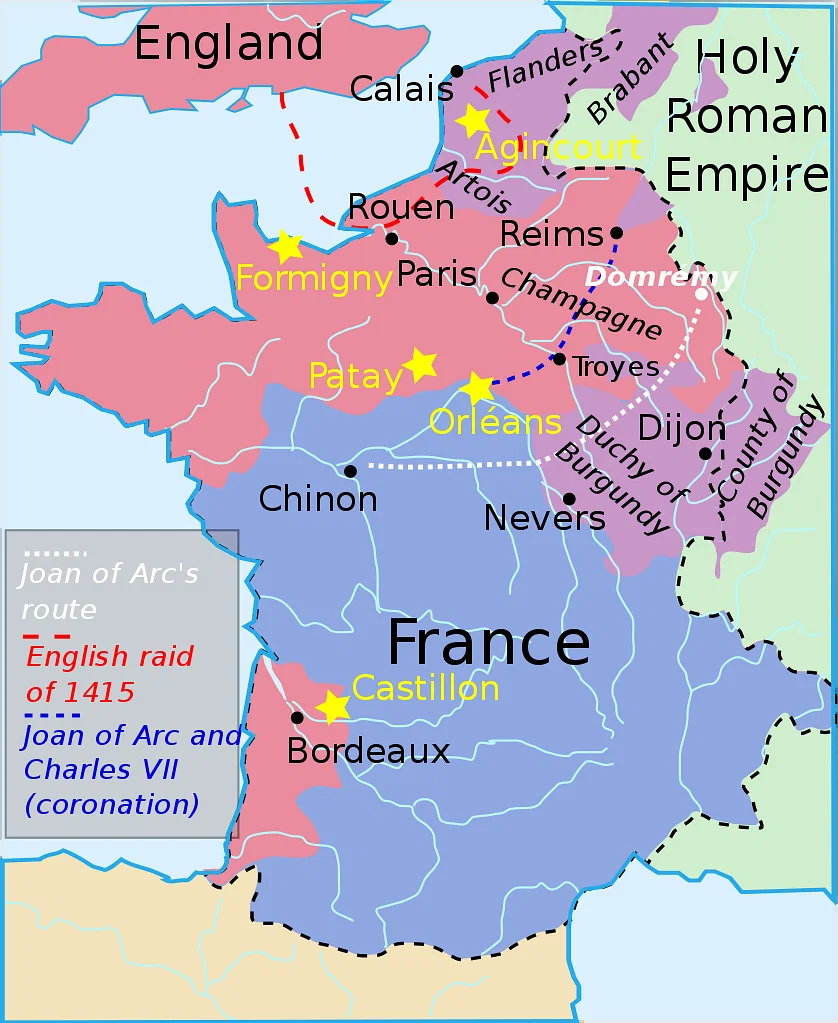 England
Holy
Roman
Empire
Calais
Flanders
Brabant
Agincourt
Artois
Rouen
Reims
Formigny
Paris
Champagne
Domrémy
Patay
Troyes
Orléans
Dijon
County of
Burgundy
Duchy of
Burgundy
Chinon
Nevers
France
Castillon
Bordeaux
Joan of Arc's
route
English raid
of 1415
Joan of Arc and
Charles VII
(coronation)